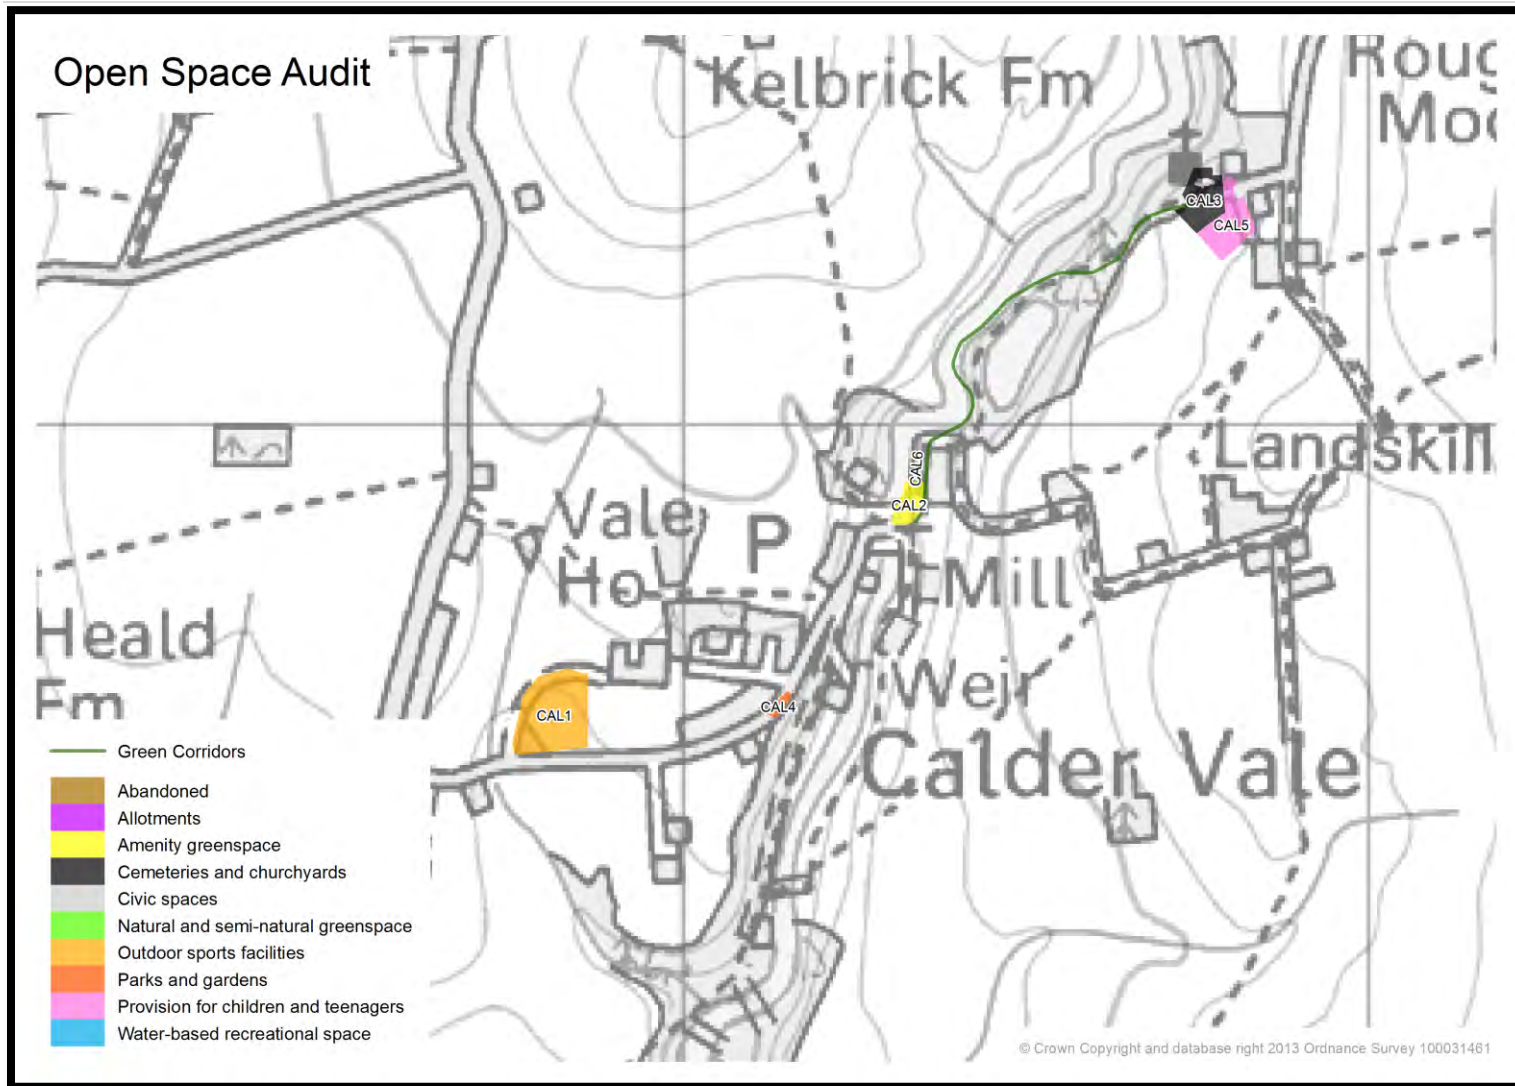 Open Space Audit
Kelbrick Fm
CAL3
CAL5
Landskill
CAL6
CAL2
Vale
Ho
P
Mill
Heald
Fm
Weir
CAL1
CAL4
Calder Vale
Green Corridors
Abandoned
Allotments
Amenity greenspace
Cemeteries and churchyards
Civic spaces
Natural and semi-natural greenspace
Outdoor sports facilities
Parks and gardens
Provision for children and teenagers
Water-based recreational space
© Crown Copyright and database right 2013 Ordnance Survey 100031461